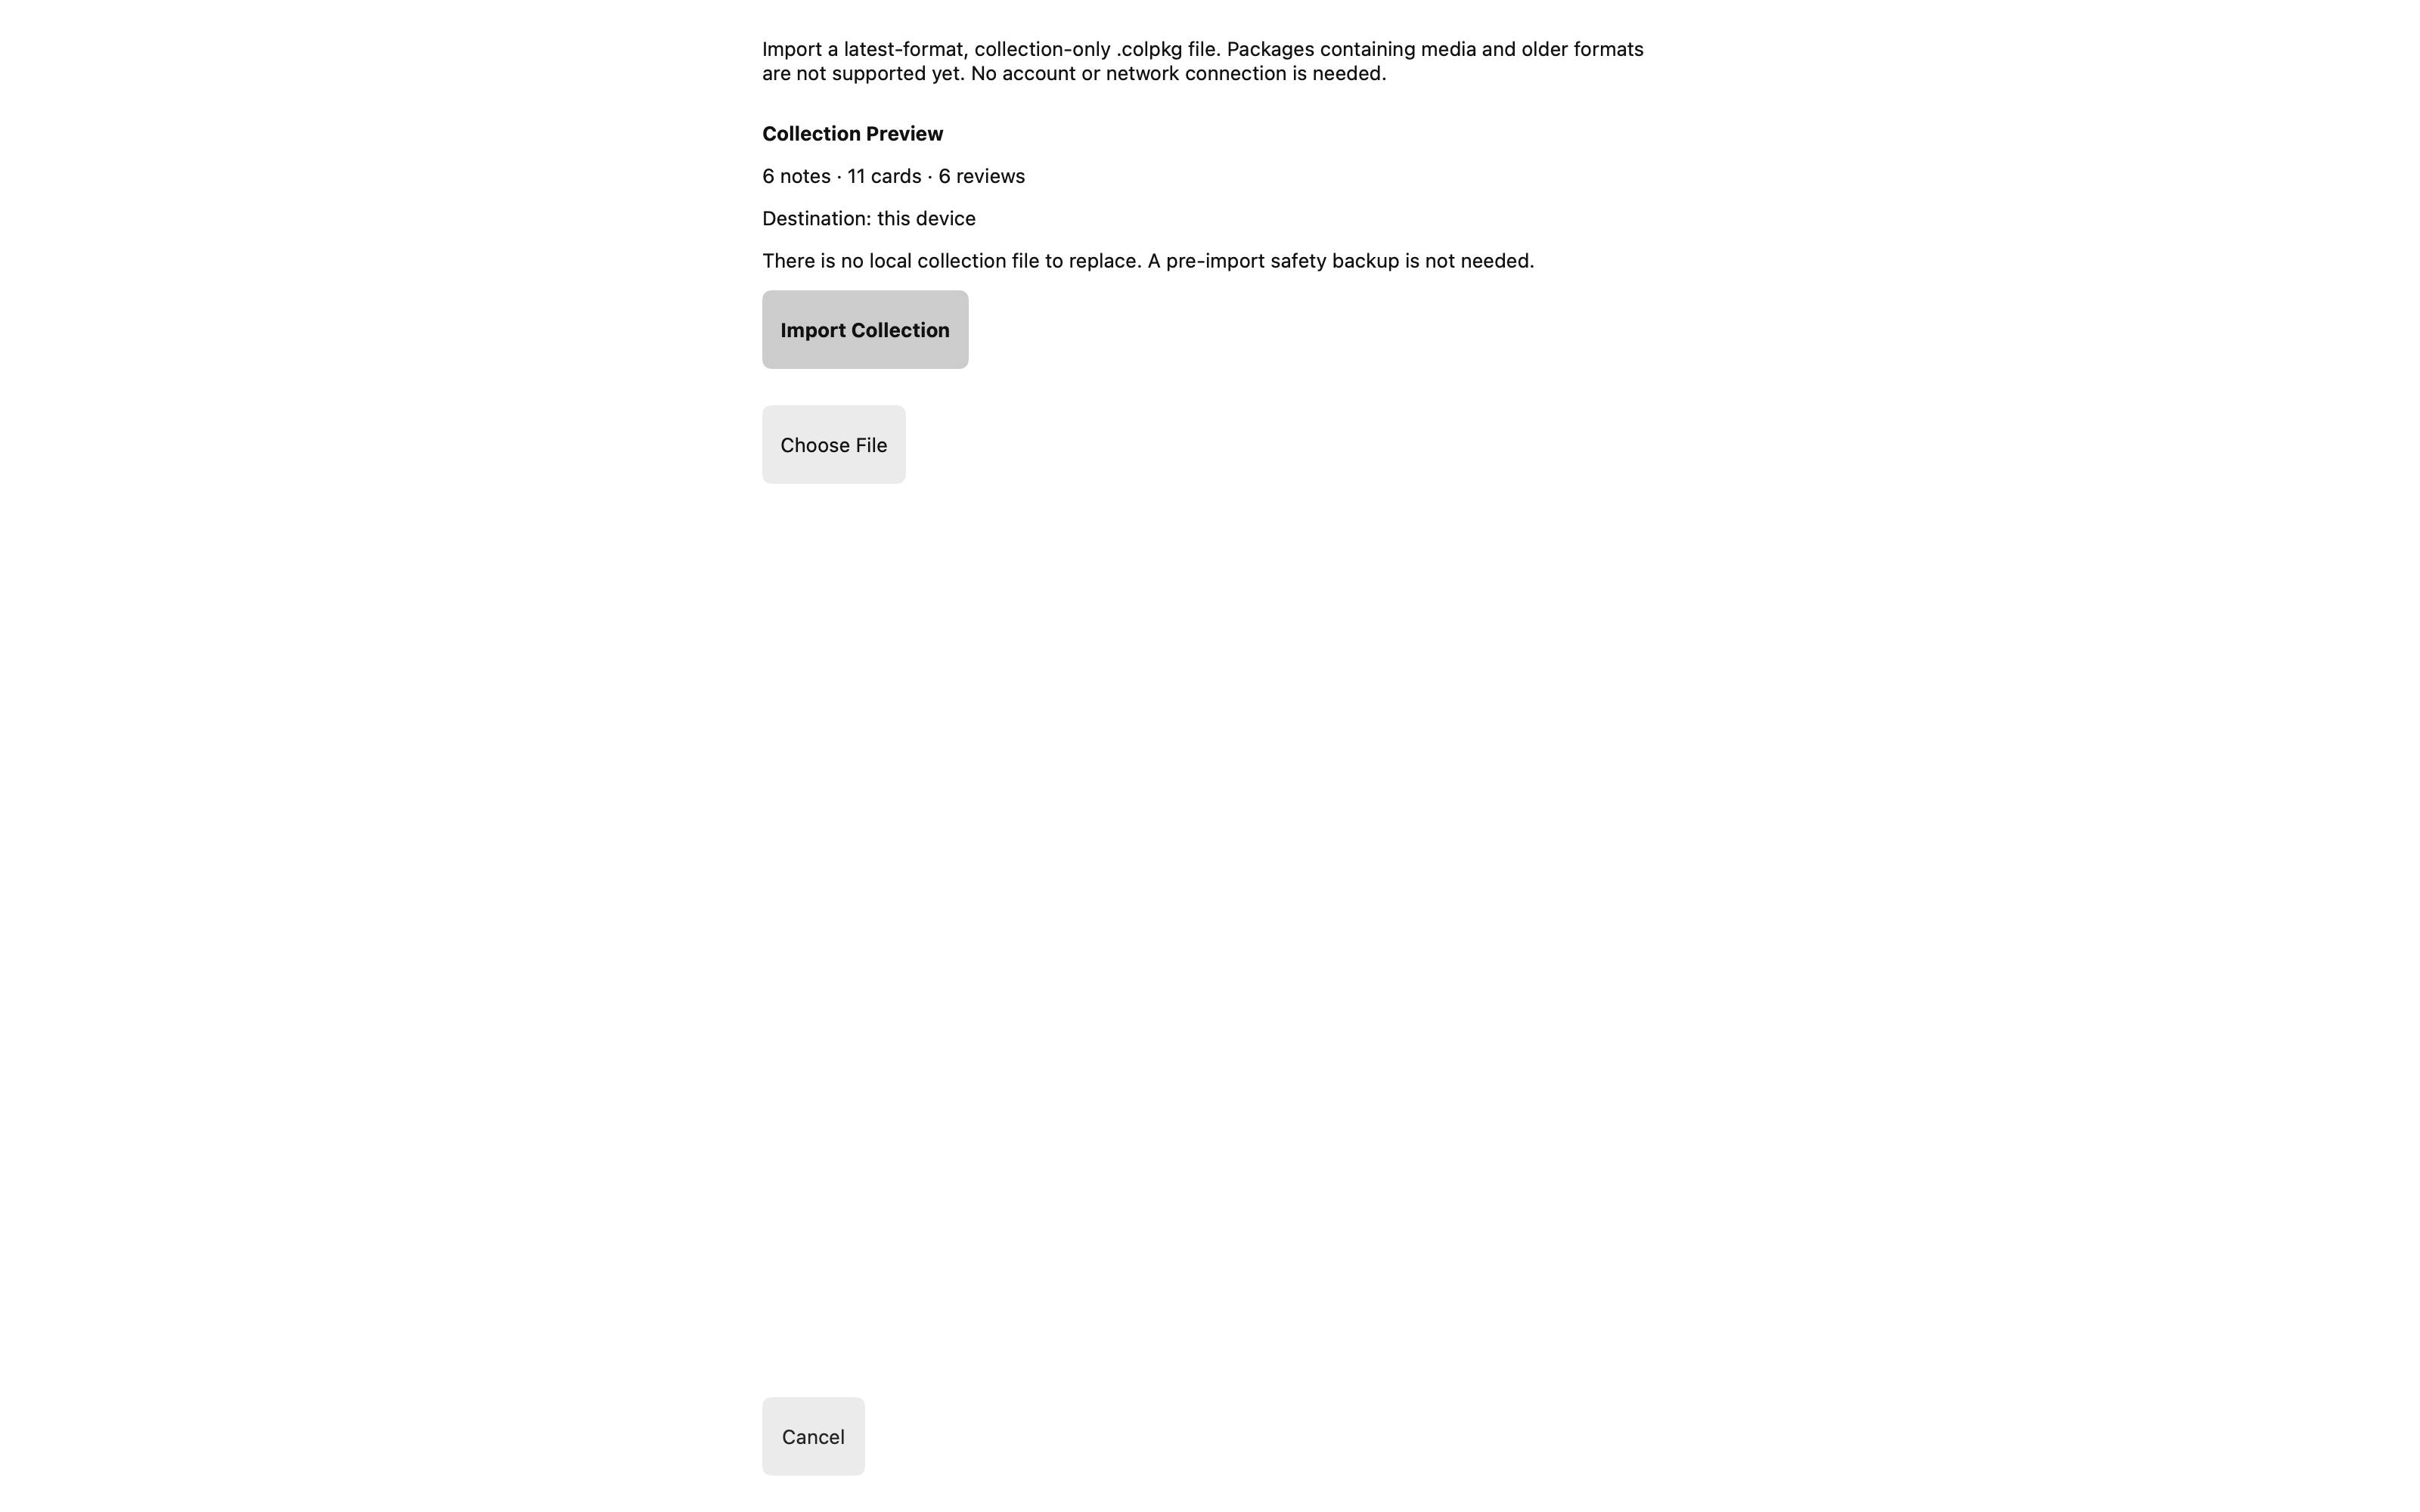 Import a latest-format, collection-only .colpkg file. Packages containing media and older formats
are not supported yet. No account or network connection is needed.
Collection Preview
6 notes · 11 cards · 6 reviews
Destination: this device
There is no local collection file to replace. A pre-import safety backup is not needed.
Import Collection
Choose File
Cancel